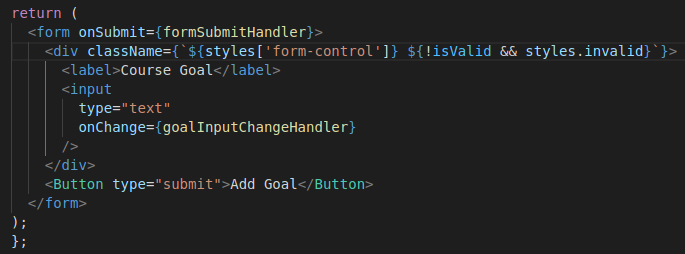 return (
<form onSubmit={formSubmitHandler}>
<div className={`${styles['form-control']} ${!isValid && styles.invalid}`}>
<label>Course Goal</label>
<input
type="text"
onChange={goalInputChangeHandler}
/>
</div>
<Button type="submit">Add Goal</Button>
</form>
);
};